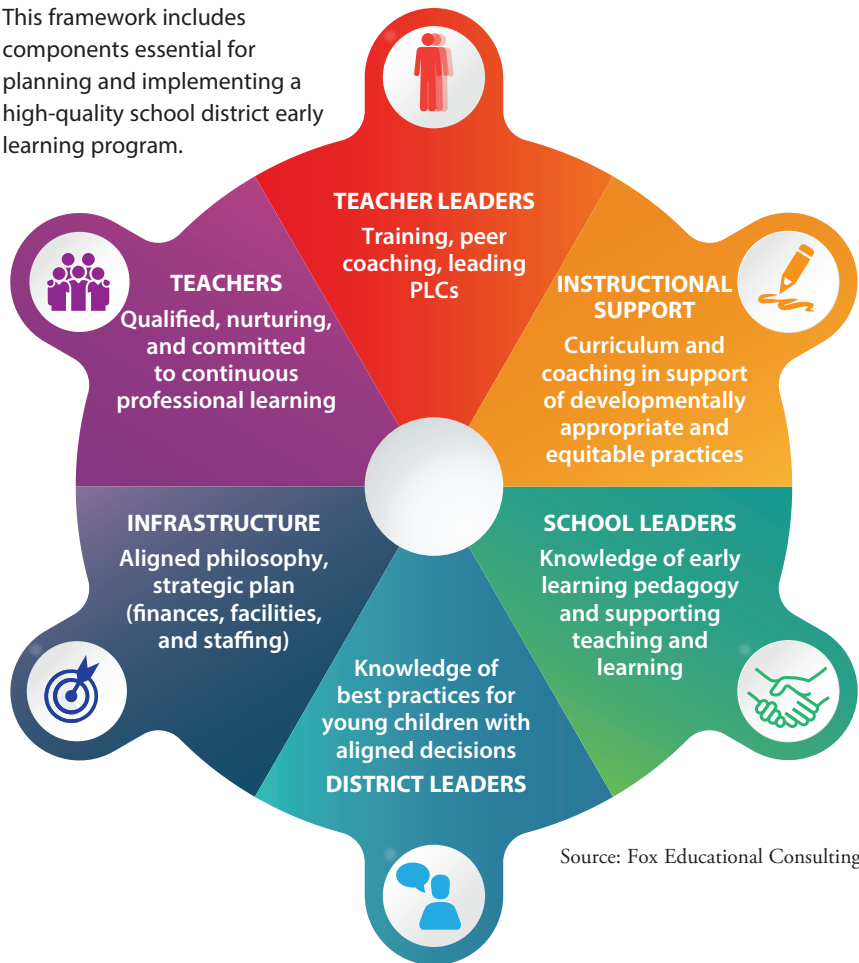 This framework includes
components essential for
planning and implementing a
high-quality school district early
learning program.
TEACHER LEADERS
Training, peer
coaching, leading
PLCs
INSTRUCTIONAL
SUPPORT
Curriculum and
coaching in support
of developmentally
appropriate and
equitable practices
SCHOOL LEADERS
Knowledge of early
learning pedagogy
and supporting
teaching and
learning
Knowledge of
best practices for
young children with
aligned decisions
DISTRICT LEADERS
INFRASTRUCTURE
Aligned philosophy,
strategic plan
(finances, facilities,
and staffing)
TEACHERS
Qualified, nurturing,
and committed
to continuous
professional learning
Source: Fox Educational Consulting